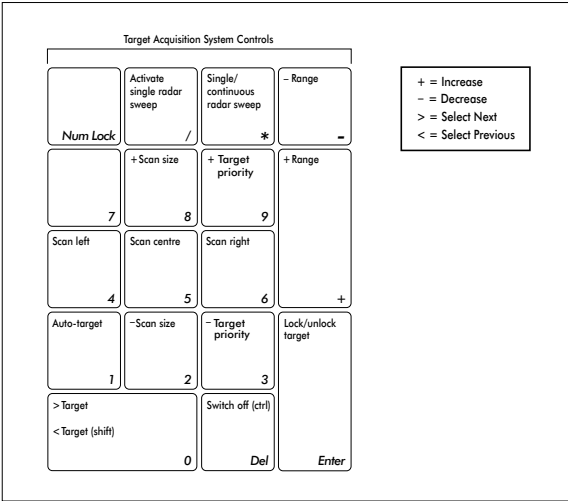 Target Acquisition System Controls
Activate
single radar
sweep
Single/
continuous
radar sweep
– Range
Num Lock
/
*
-
+ Scan size
+ Target
priority
+ Range
7
8
9
Scan left
Scan centre
Scan right
4
5
6
+
Auto-target
–Scan size
– Target
priority
Lock/unlock
target
1
2
3
> Target
< Target (shift)
Switch off (ctrl)
0
Del
Enter
+ = Increase
– = Decrease
> = Select Next
< = Select Previous